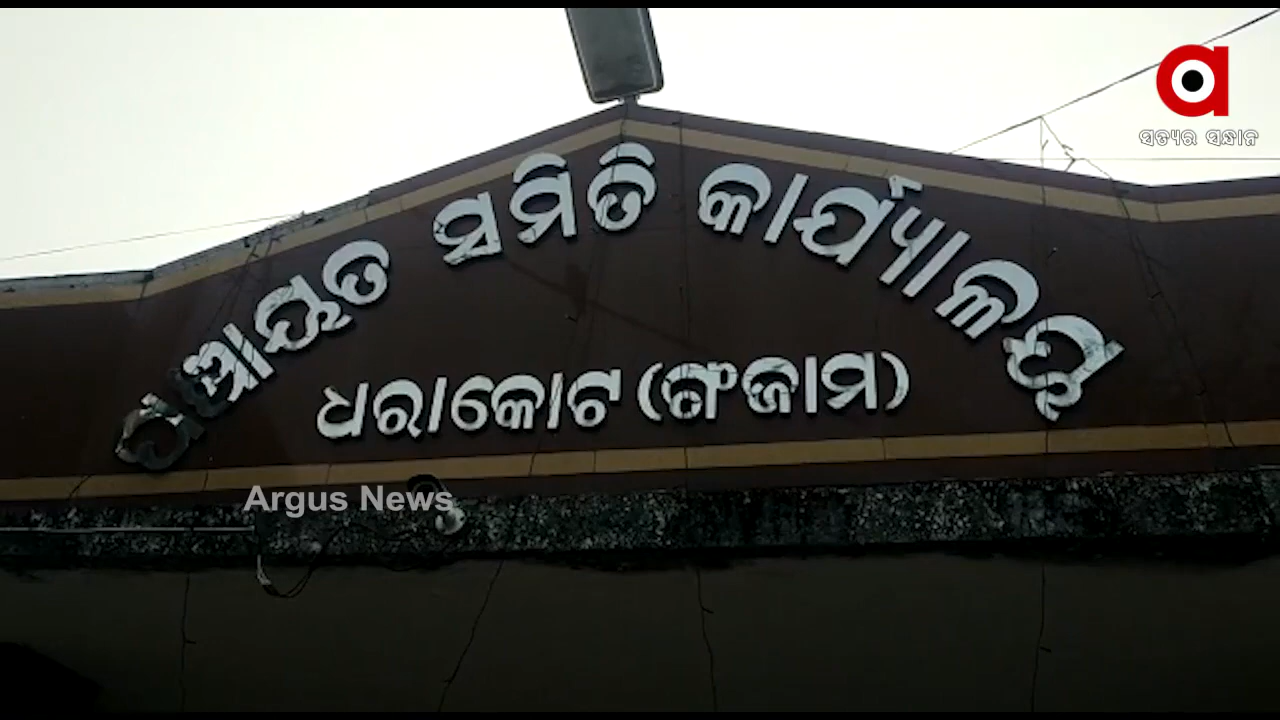 ସତ୍ୟର ସନ୍ଧାନ
ପଞ୍ଚାୟତ ସମିତି କାର୍ଯ୍ୟାଳୟ
ଧରାକୋଟ (ଗଞ୍ଜାମ)
Argus News